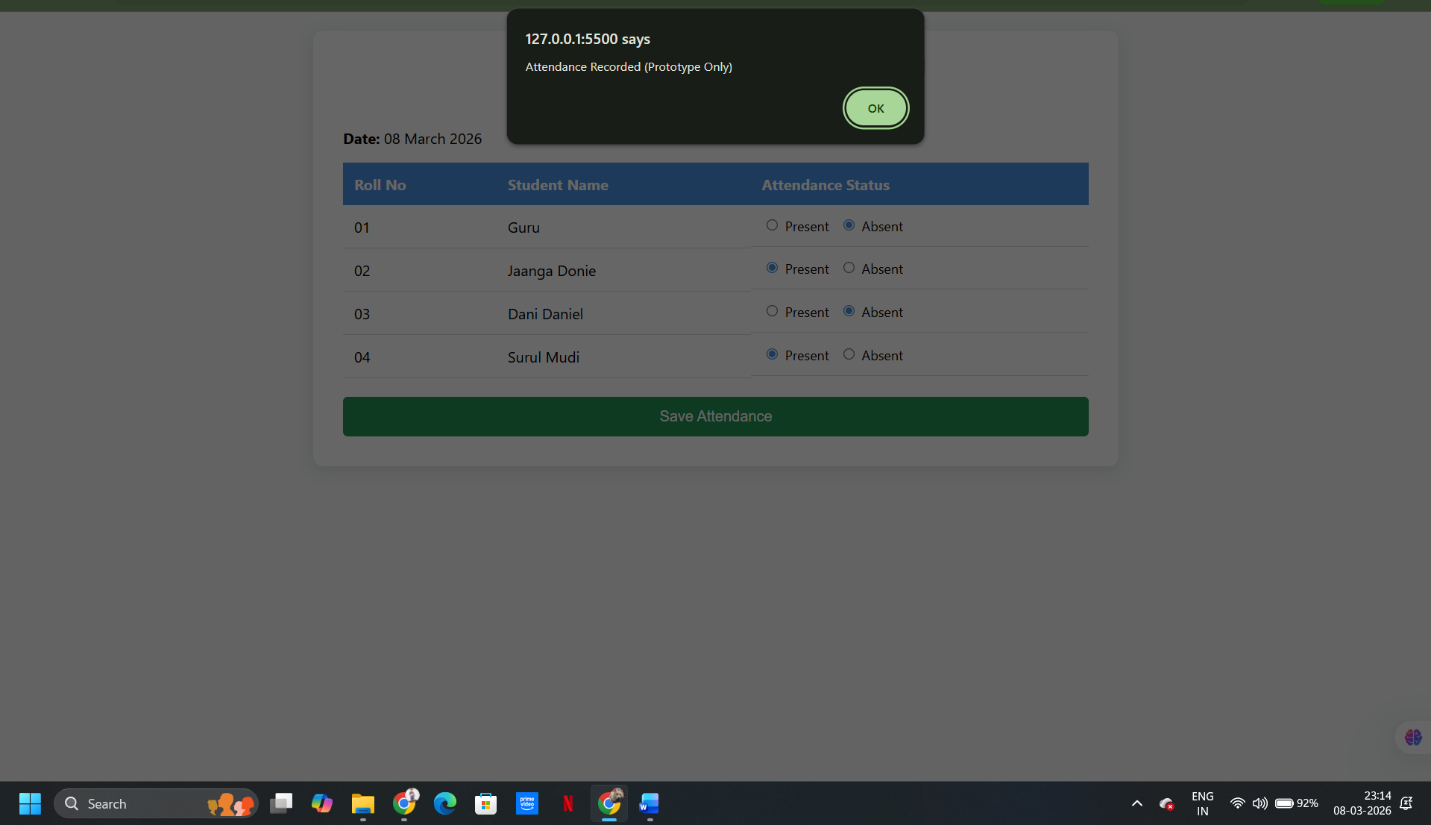 127.0.0.1:5500 says
Attendance Recorded (Prototype Only)
OK
Date: 08 March 2026
Roll No Student Name Attendance Status
01 Guru Present Absent
02 Jaanga Donie Present Absent
03 Dani Daniel Present Absent
04 Surul Mudi Present Absent
Save Attendance
Search
prime video
N
W
ENG
IN
92%
23:14
08-03-2026